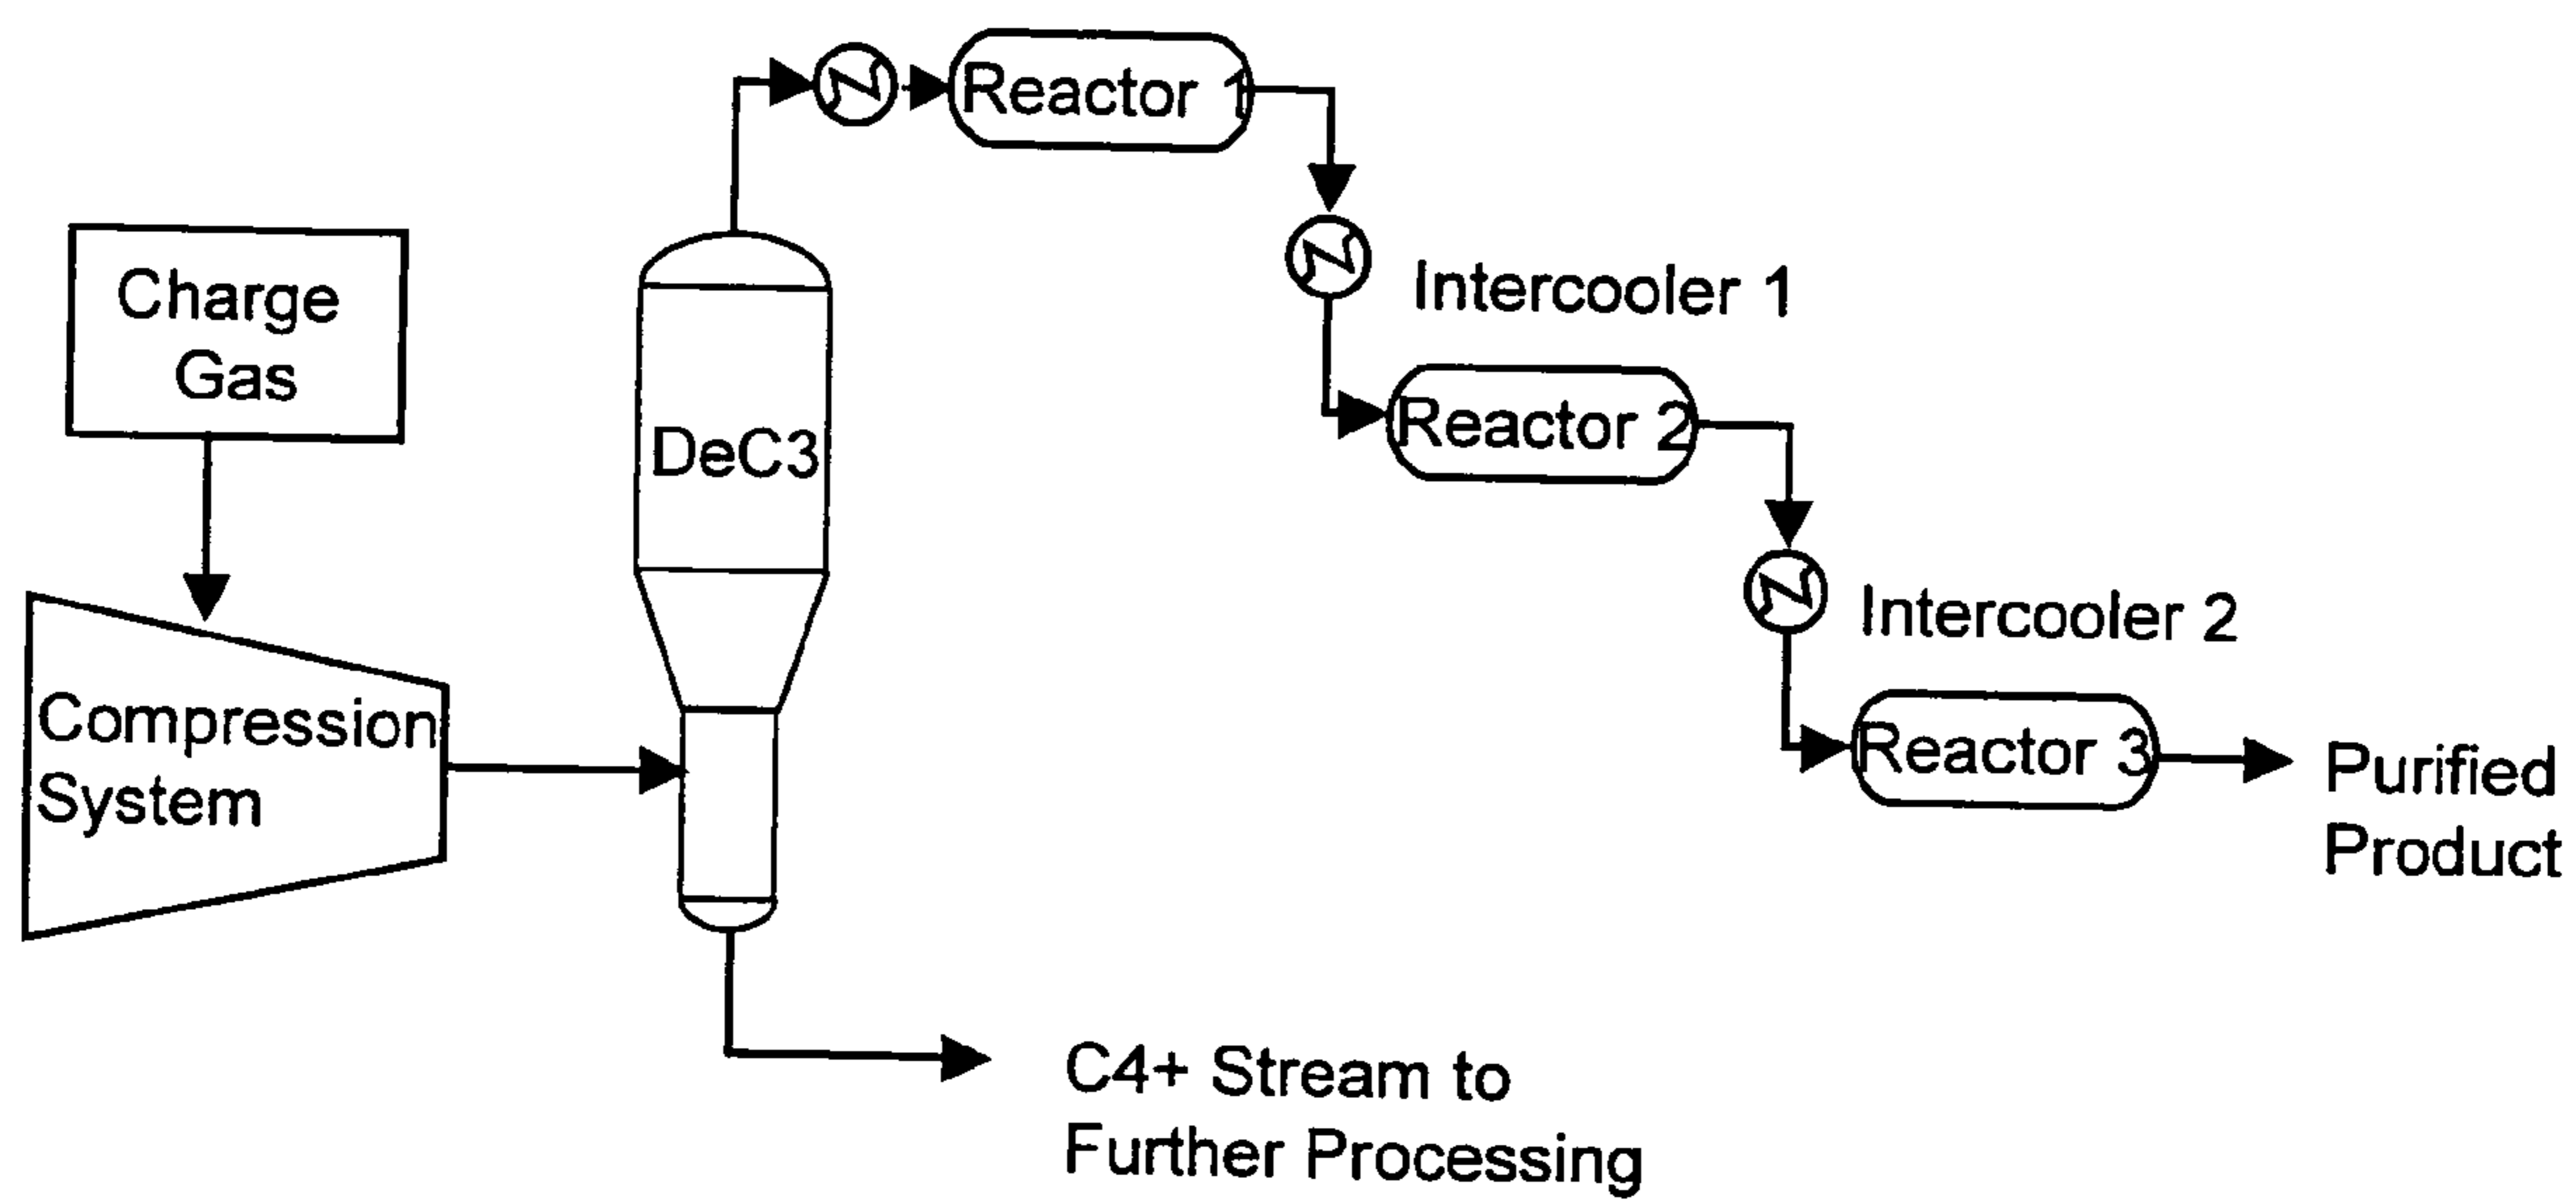 Reactor 1
Charge
Gas
Intercooler 1
DeC3
Reactor 2
Intercooler 2
Compression
System
Reactor 3
Purified
Product
C4+ Stream to
Further Processing